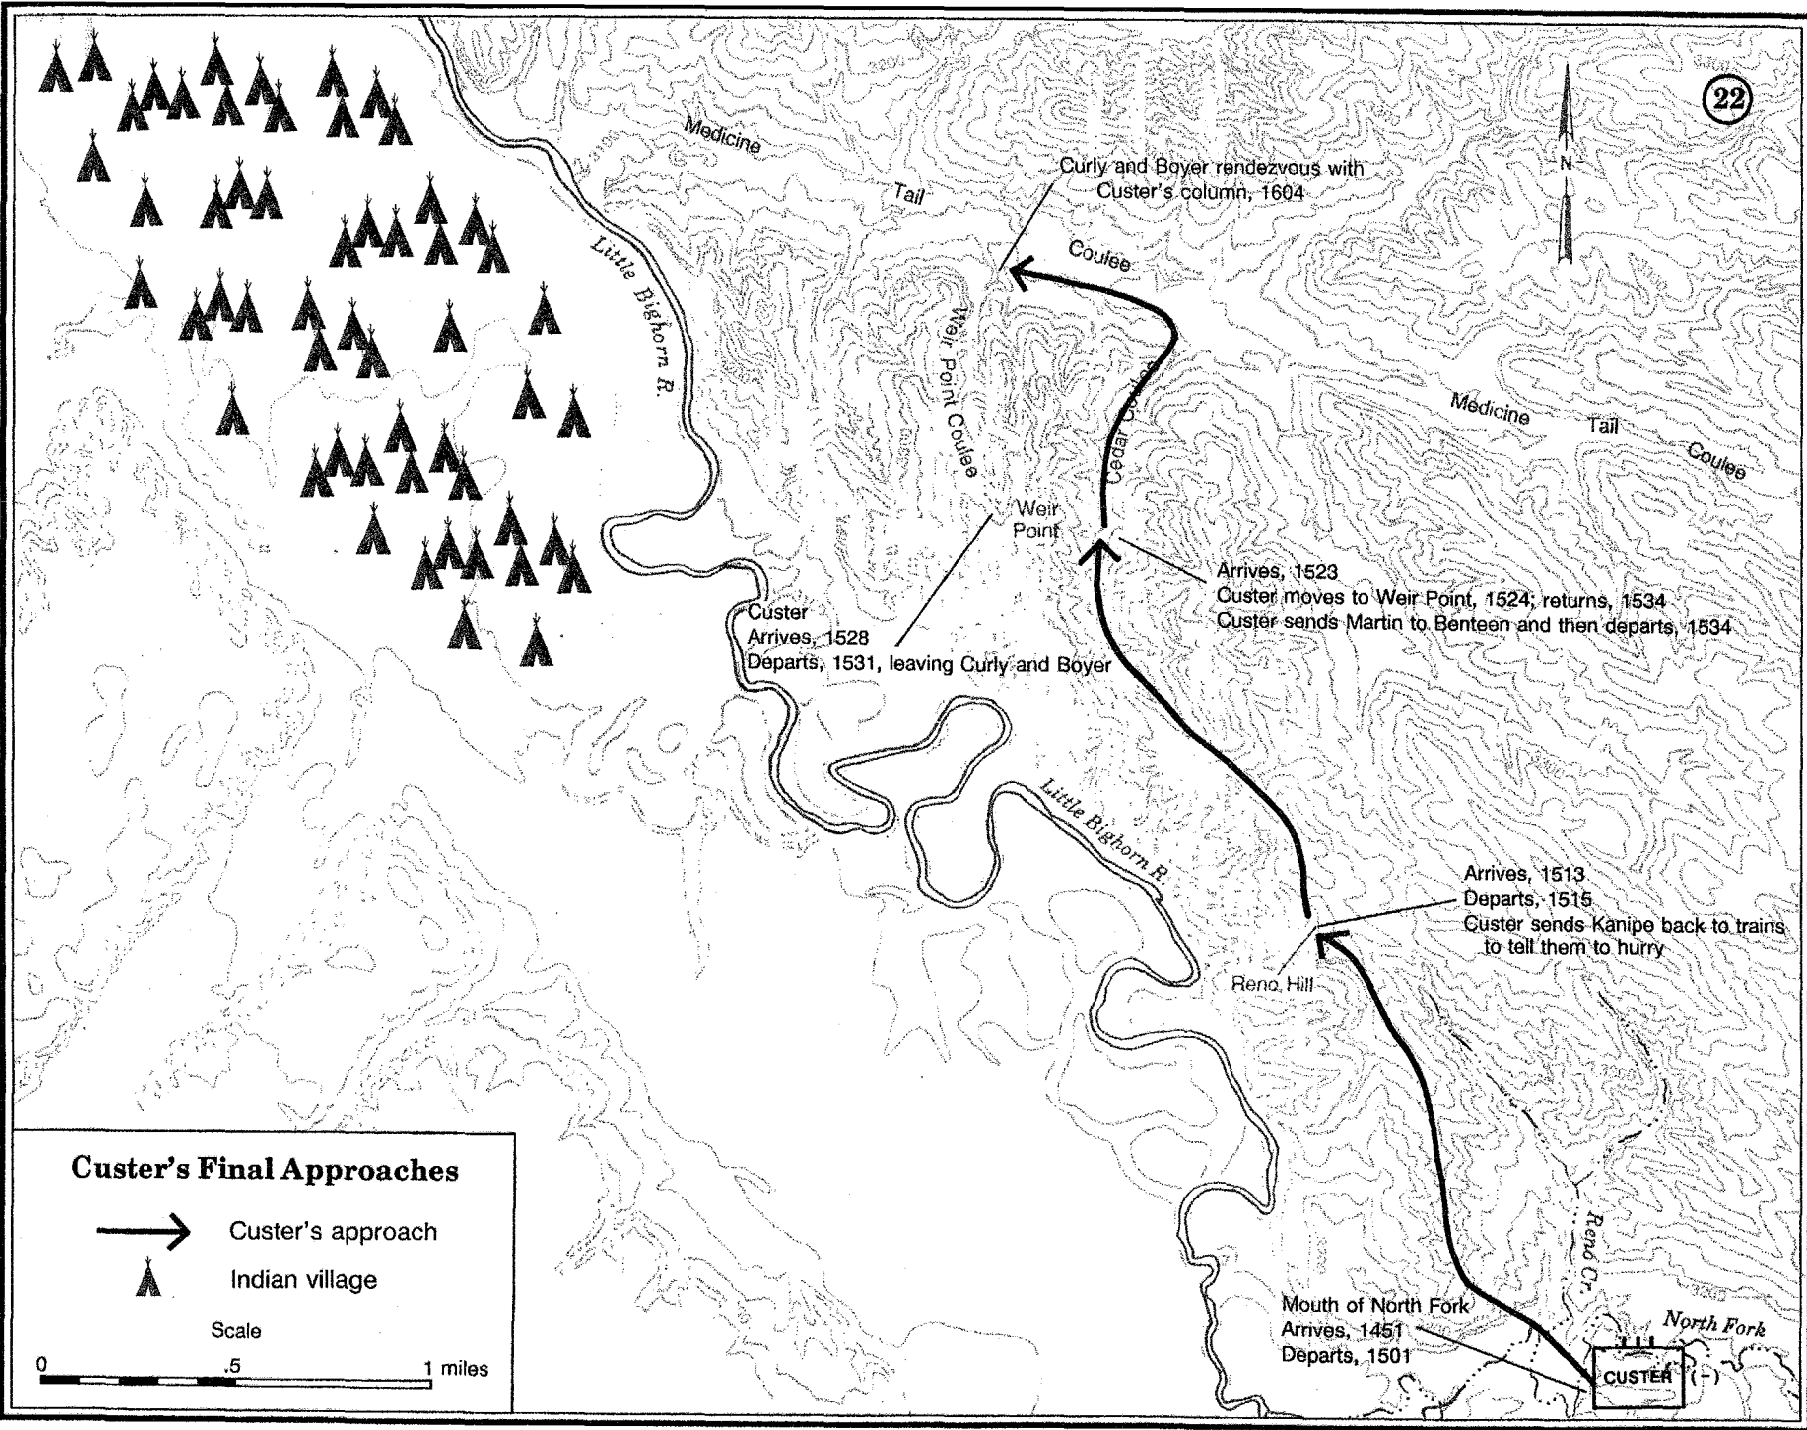 22
Medicine
Tail
Coulee
Curly and Boyer rendezvous with
Custer's column, 1604
N
3300
Little Bighorn R.
Weir Point Coulee
Cedar Coulee
Medicine
Tail
Coulee
Weir
Point
Arrives, 1523
Custer moves to Weir Point, 1524; returns, 1534
Custer sends Martin to Benteen and then departs, 1534
Custer
Arrives, 1528
Departs, 1531, leaving Curly and Boyer
Little Bighorn R.
Arrives, 1513
Departs, 1515
Custer sends Kanipe back to trains
to tell them to hurry
Reno Hill
Reno Cr.
North Fork
Mouth of North Fork
Arrives, 1451
Departs, 1501
CUSTER (-)
Custer's Final Approaches
Custer's approach
Indian village
Scale
0 .5 1 miles